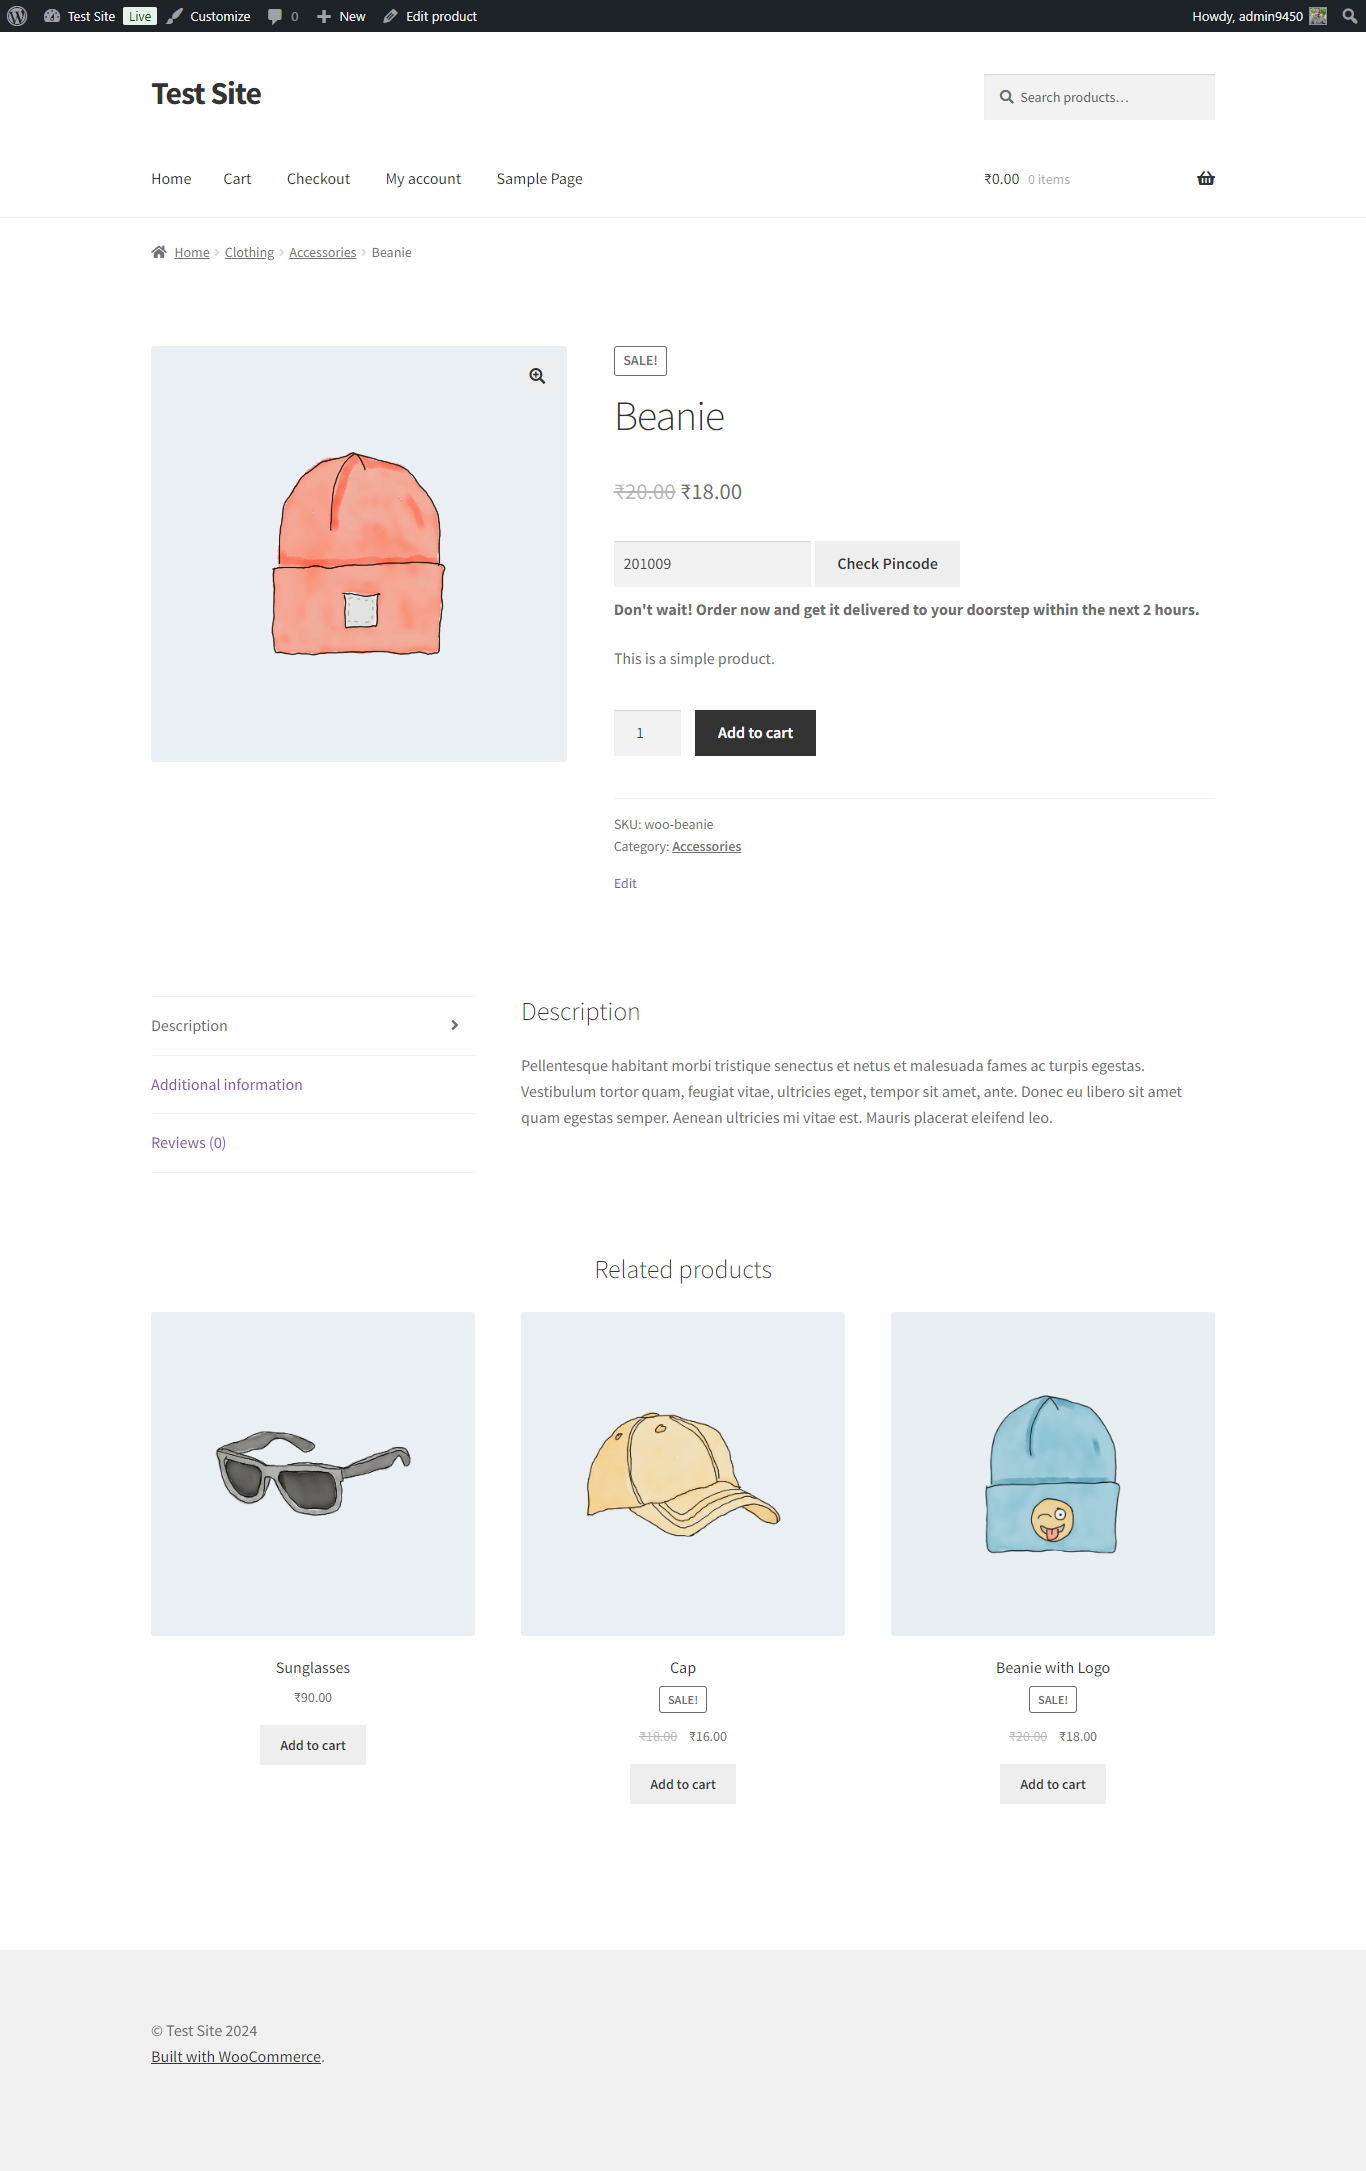 Test Site Live Customize 0 New Edit product Howdy, admin9450
Test Site
Search products…
Home Cart Checkout My account Sample Page ₹0.00 0 items
Home Clothing Accessories Beanie
SALE!
Beanie
₹20.00 ₹18.00
201009 Check Pincode
Don't wait! Order now and get it delivered to your doorstep within the next 2 hours.
This is a simple product.
1 Add to cart
SKU: woo-beanie
Category: Accessories
Edit
Description
Additional information
Reviews (0)
Description
Pellentesque habitant morbi tristique senectus et netus et malesuada fames ac turpis egestas.
Vestibulum tortor quam, feugiat vitae, ultricies eget, tempor sit amet, ante. Donec eu libero sit amet
quam egestas semper. Aenean ultricies mi vitae est. Mauris placerat eleifend leo.
Related products
Sunglasses
₹90.00
Add to cart
Cap
SALE!
₹18.00 ₹16.00
Add to cart
Beanie with Logo
SALE!
₹20.00 ₹18.00
Add to cart
© Test Site 2024
Built with WooCommerce.